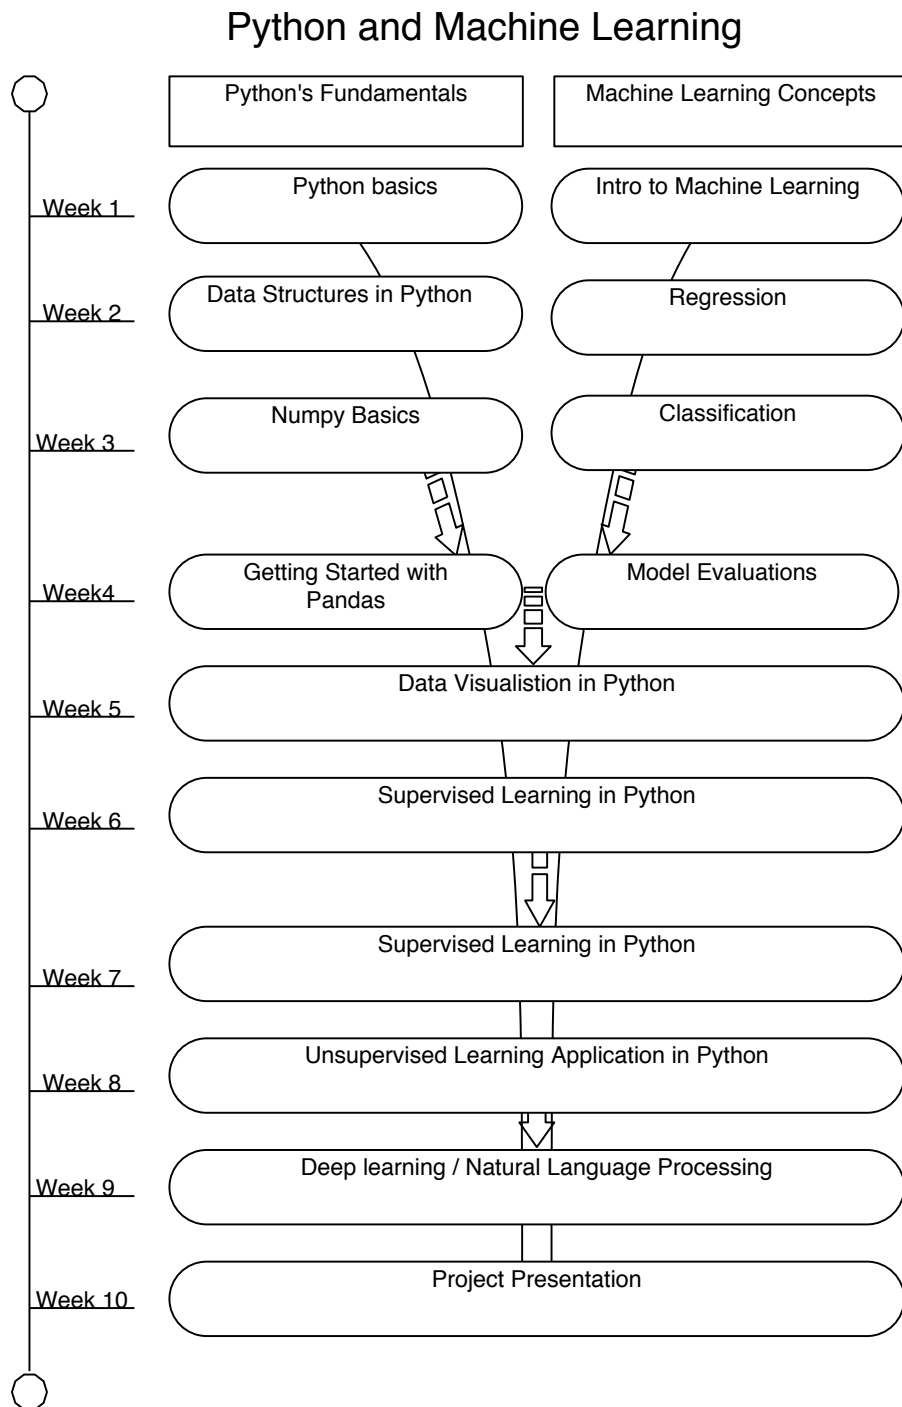 Python and Machine Learning
Python's Fundamentals
Machine Learning Concepts
Week 1
Python basics
Intro to Machine Learning
Week 2
Data Structures in Python
Regression
Week 3
Numpy Basics
Classification
Week4
Getting Started with
Pandas
Model Evaluations
Week 5
Data Visualistion in Python
Week 6
Supervised Learning in Python
Week 7
Supervised Learning in Python
Week 8
Unsupervised Learning Application in Python
Week 9
Deep learning / Natural Language Processing
Week 10
Project Presentation